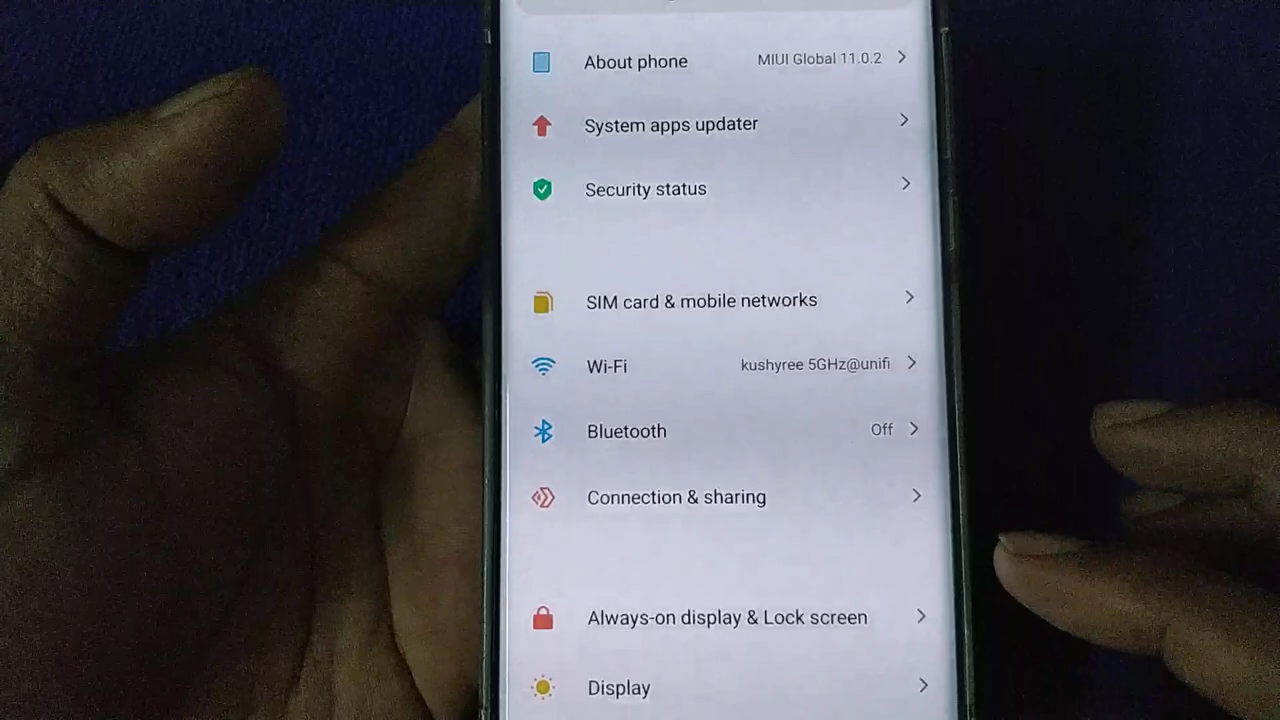 About phone MIUI Global 11.0.2
System apps updater
Security status
SIM card & mobile networks
Wi-Fi kushyree 5GHz@unifi
Bluetooth Off
Connection & sharing
Always-on display & Lock screen
Display